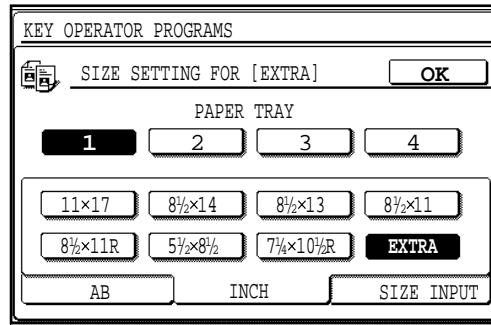 KEY OPERATOR PROGRAMS
SIZE SETTING FOR [EXTRA] OK
PAPER TRAY
1 2 3 4
11×17 8½×14 8½×13 8½×11
8½×11R 5½×8½ 7¼×10½R EXTRA
AB INCH SIZE INPUT